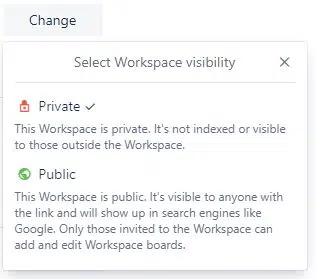 Change
Select Workspace visibility
Private
This Workspace is private. It's not indexed or visible
to those outside the Workspace.
Public
This Workspace is public. It's visible to anyone with
the link and will show up in search engines like
Google. Only those invited to the Workspace can
add and edit Workspace boards.